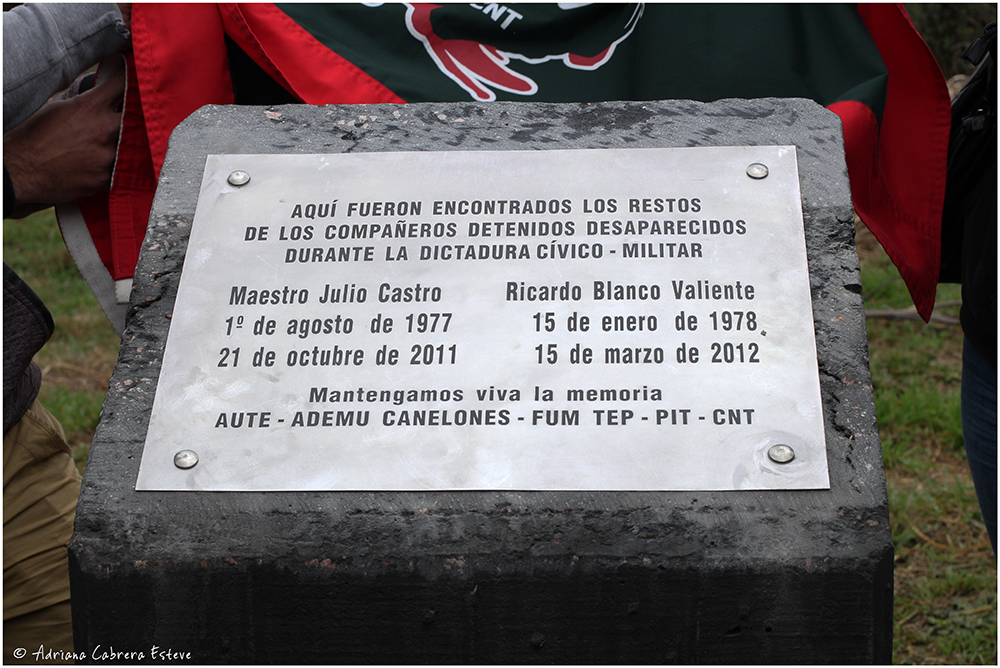 CNT
AQUÍ FUERON ENCONTRADOS LOS RESTOS
DE LOS COMPAÑEROS DETENIDOS DESAPARECIDOS
DURANTE LA DICTADURA CÍVICO - MILITAR
Maestro Julio Castro
1º de agosto de 1977
21 de octubre de 2011
Ricardo Blanco Valiente
15 de enero de 1978
15 de marzo de 2012
Mantengamos viva la memoria
AUTE - ADEMU CANELONES - FUM TEP - PIT - CNT
© Adriana Cabrera Esteve